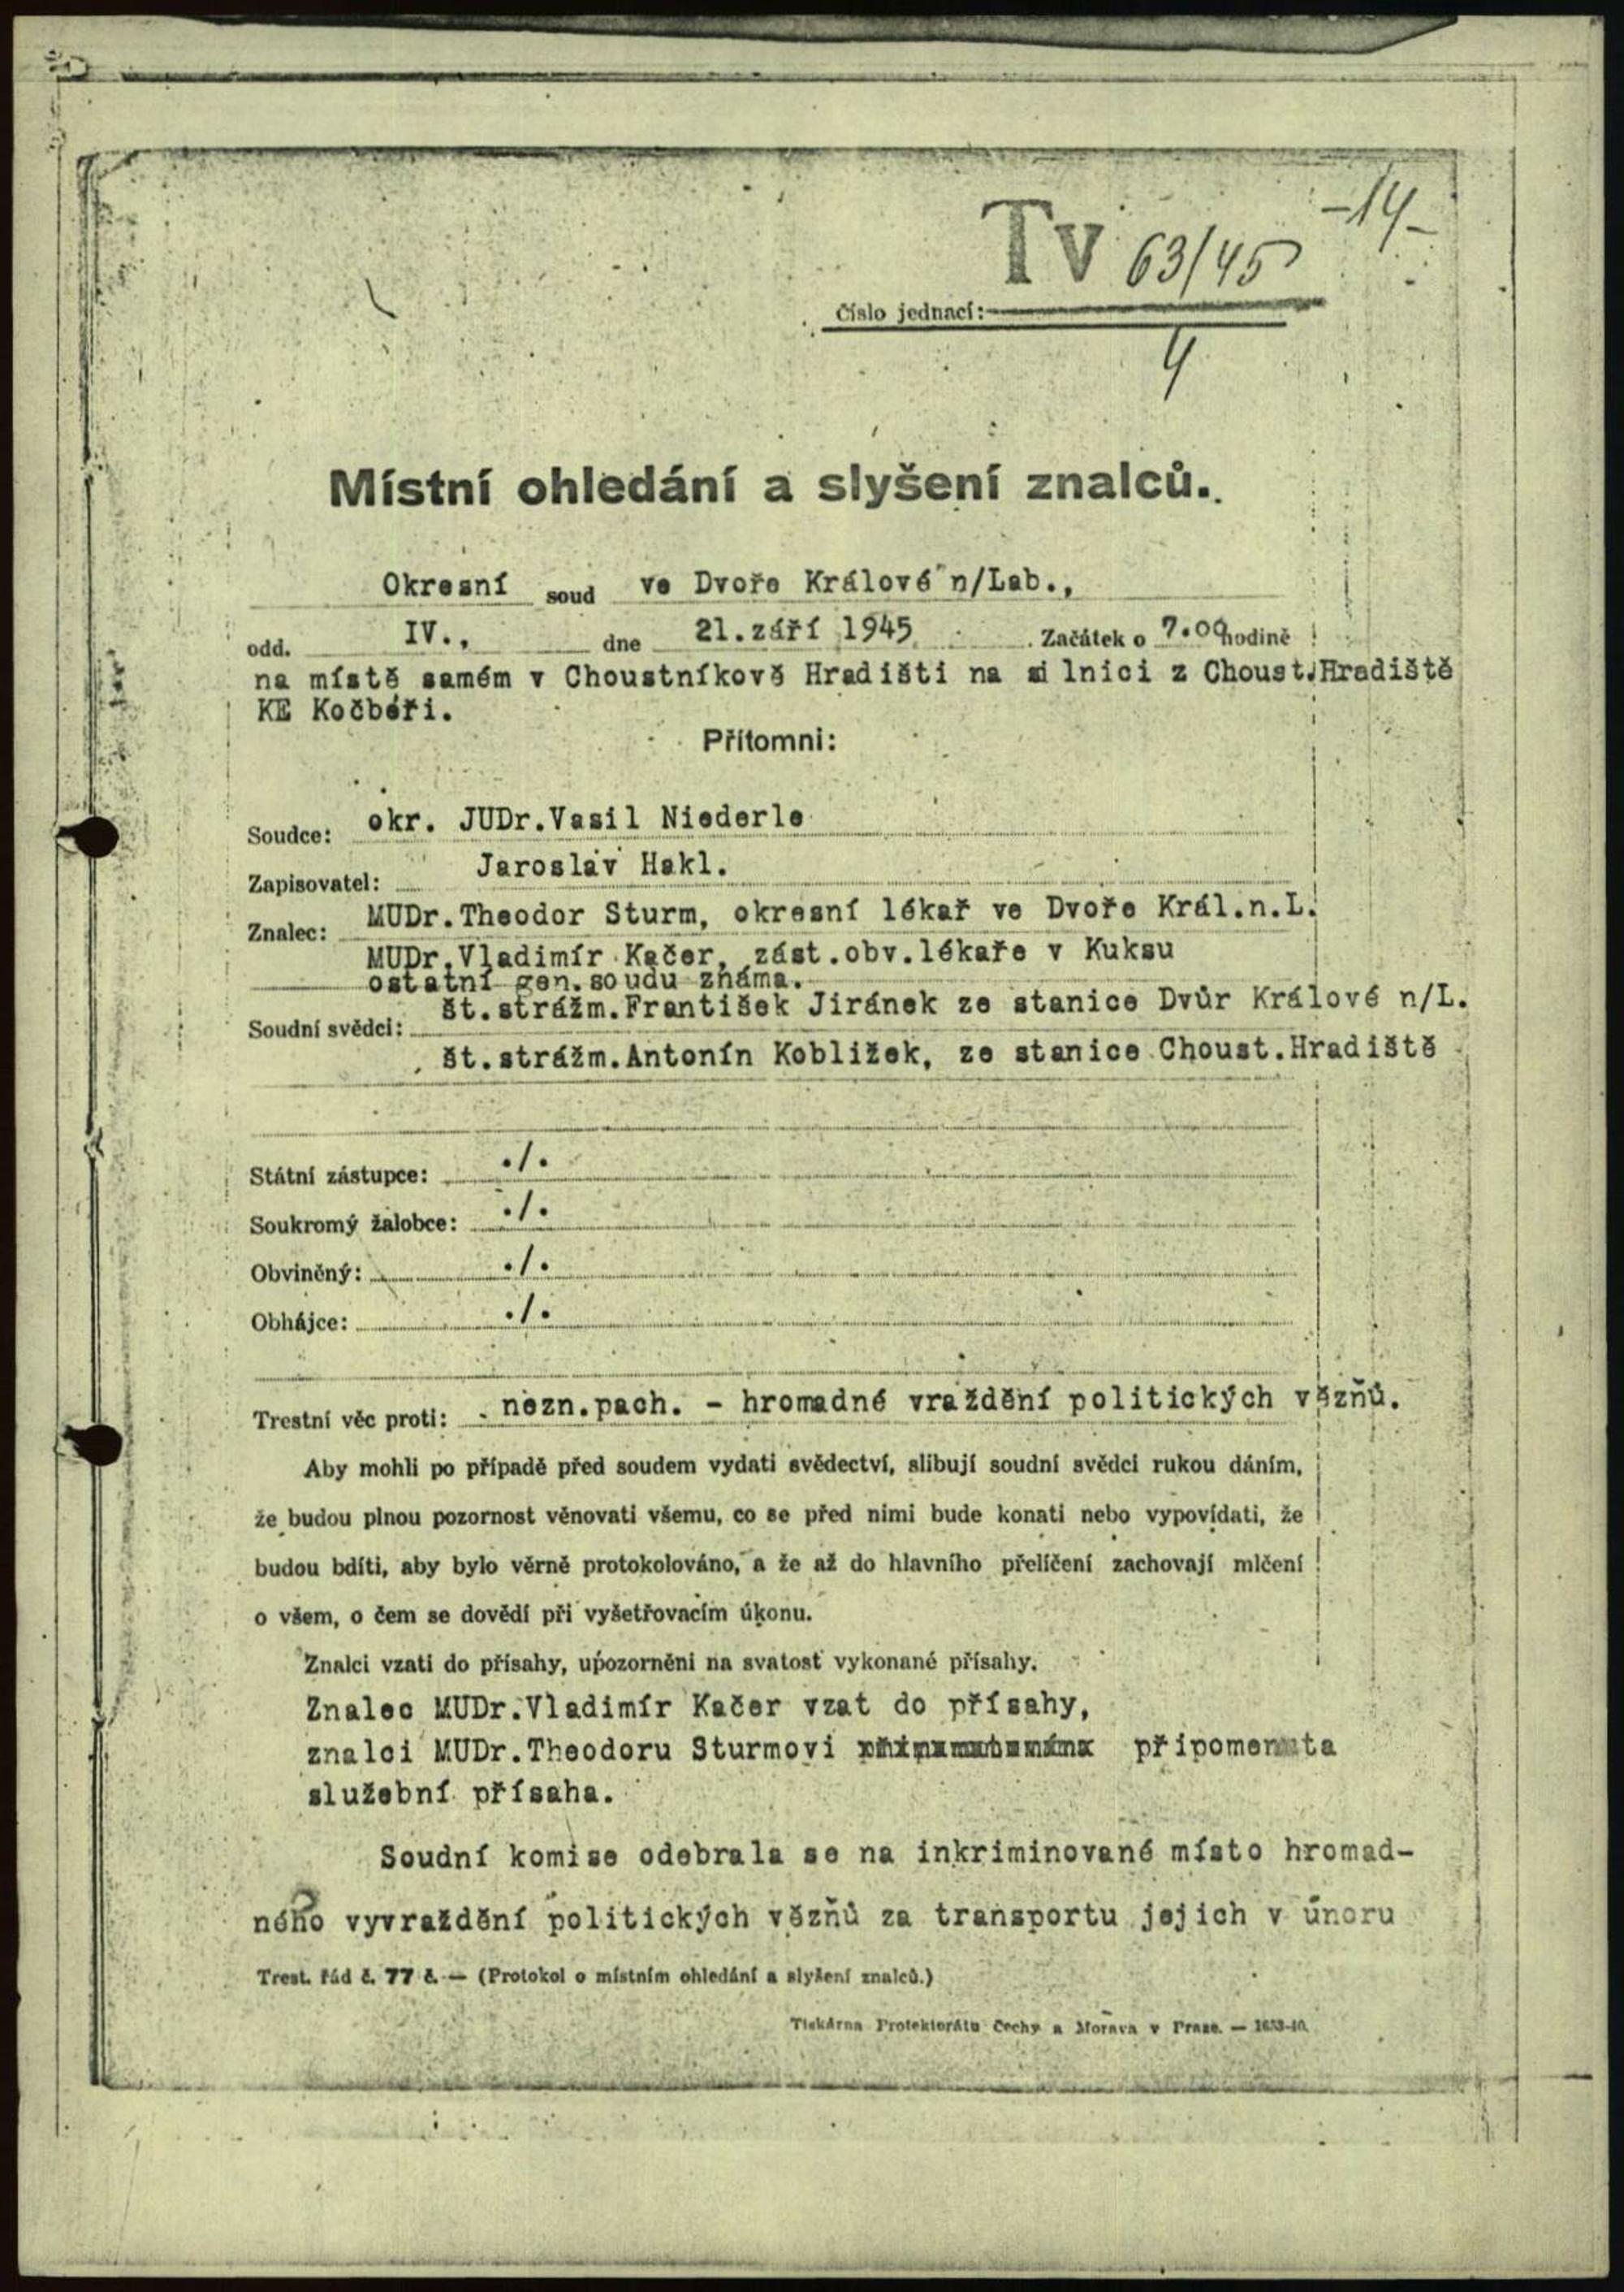 -14-
Tv 63/45
Číslo jednací:
4
Místní ohledání a slyšení znalců.
Okresní soud ve Dvoře Králové n/Lab.,
odd. IV., dne 21.září 1945 Začátek o 7.00 hodině
na místě samém v Choustníkově Hradišti na silnici z Choust.Hradiště
KE Kočbeři.
Přítomni:
Soudce: okr. JUDr.Vasil Niederle
Zapisovatel: Jaroslav Hakl.
Znalec: MUDr.Theodor Sturm, okresní lékař ve Dvoře Král.n.L.
MUDr.Vladimír Kačer, zást.obv.lékaře v Kuksu
ostatní gen.soudu známa.
Soudní svědci: št.strážm.František Jiránek ze stanice Dvůr Králové n/L.
št.strážm.Antonín Kobližek, ze stanice Choust.Hradiště
Státní zástupce: ./.
Soukromý žalobce: ./.
Obviněný: ./.
Obhájce: ./.
Trestní věc proti: nezn.pach. - hromadné vraždění politických vězňů.
Aby mohli po případě před soudem vydati svědectví, slibují soudní svědci rukou dáním,
že budou plnou pozornost věnovati všemu, co se před nimi bude konati nebo vypovídati, že
budou bdíti, aby bylo věrně protokolováno, a že až do hlavního přelíčení zachovají mlčení
o všem, o čem se dovědí při vyšetřovacím úkonu.
Znalci vzati do přísahy, upozorněni na svatost vykonané přísahy.
Znalec MUDr.Vladimír Kačer vzat do přísahy,
znalci MUDr.Theodoru Sturmovi připomenuta
služební přísaha.
Soudní komise odebrala se na inkriminované místo hromad-
ného vyvraždění politických vězňů za transportu jejich v únoru
Trest. řád č. 77 č. — (Protokol o místním ohledání a slyšení znalců.)
Tiskárna Protektorátu Čechy a Morava v Praze. — 1653-40.